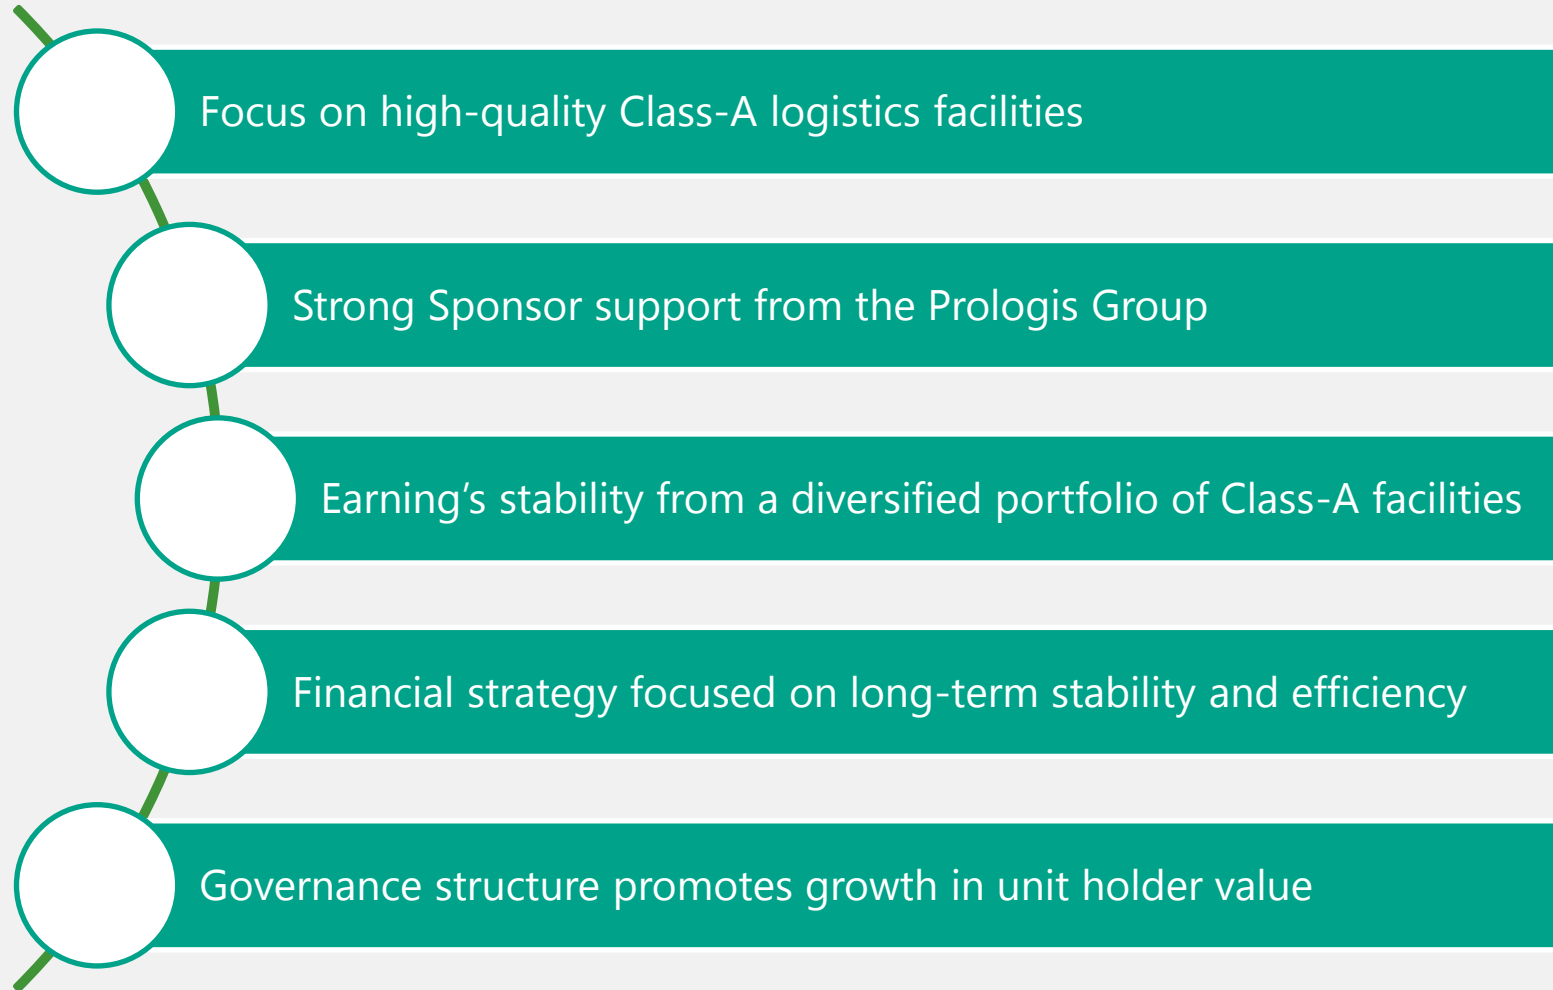 Focus on high-quality Class-A logistics facilities
Strong Sponsor support from the Prologis Group
Earning’s stability from a diversified portfolio of Class-A facilities
Financial strategy focused on long-term stability and efficiency
Governance structure promotes growth in unit holder value